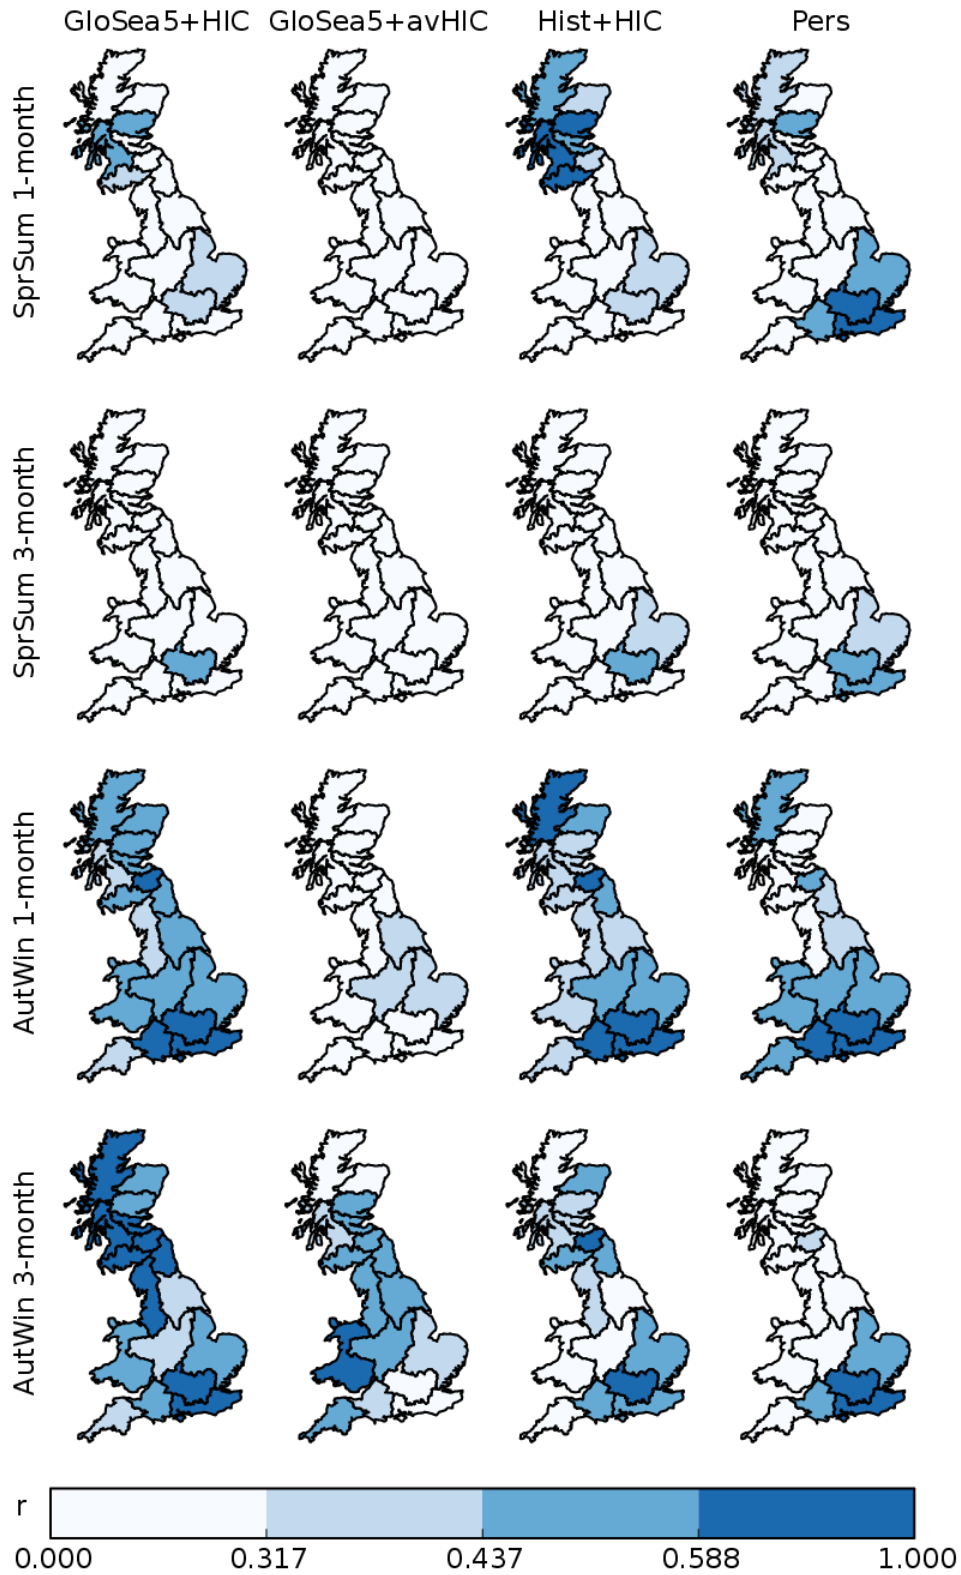 GloSea5+HIC GloSea5+avHIC Hist+HIC Pers
SprSum 1-month
SprSum 3-month
AutWin 1-month
AutWin 3-month
r
0.000 0.317 0.437 0.588 1.000